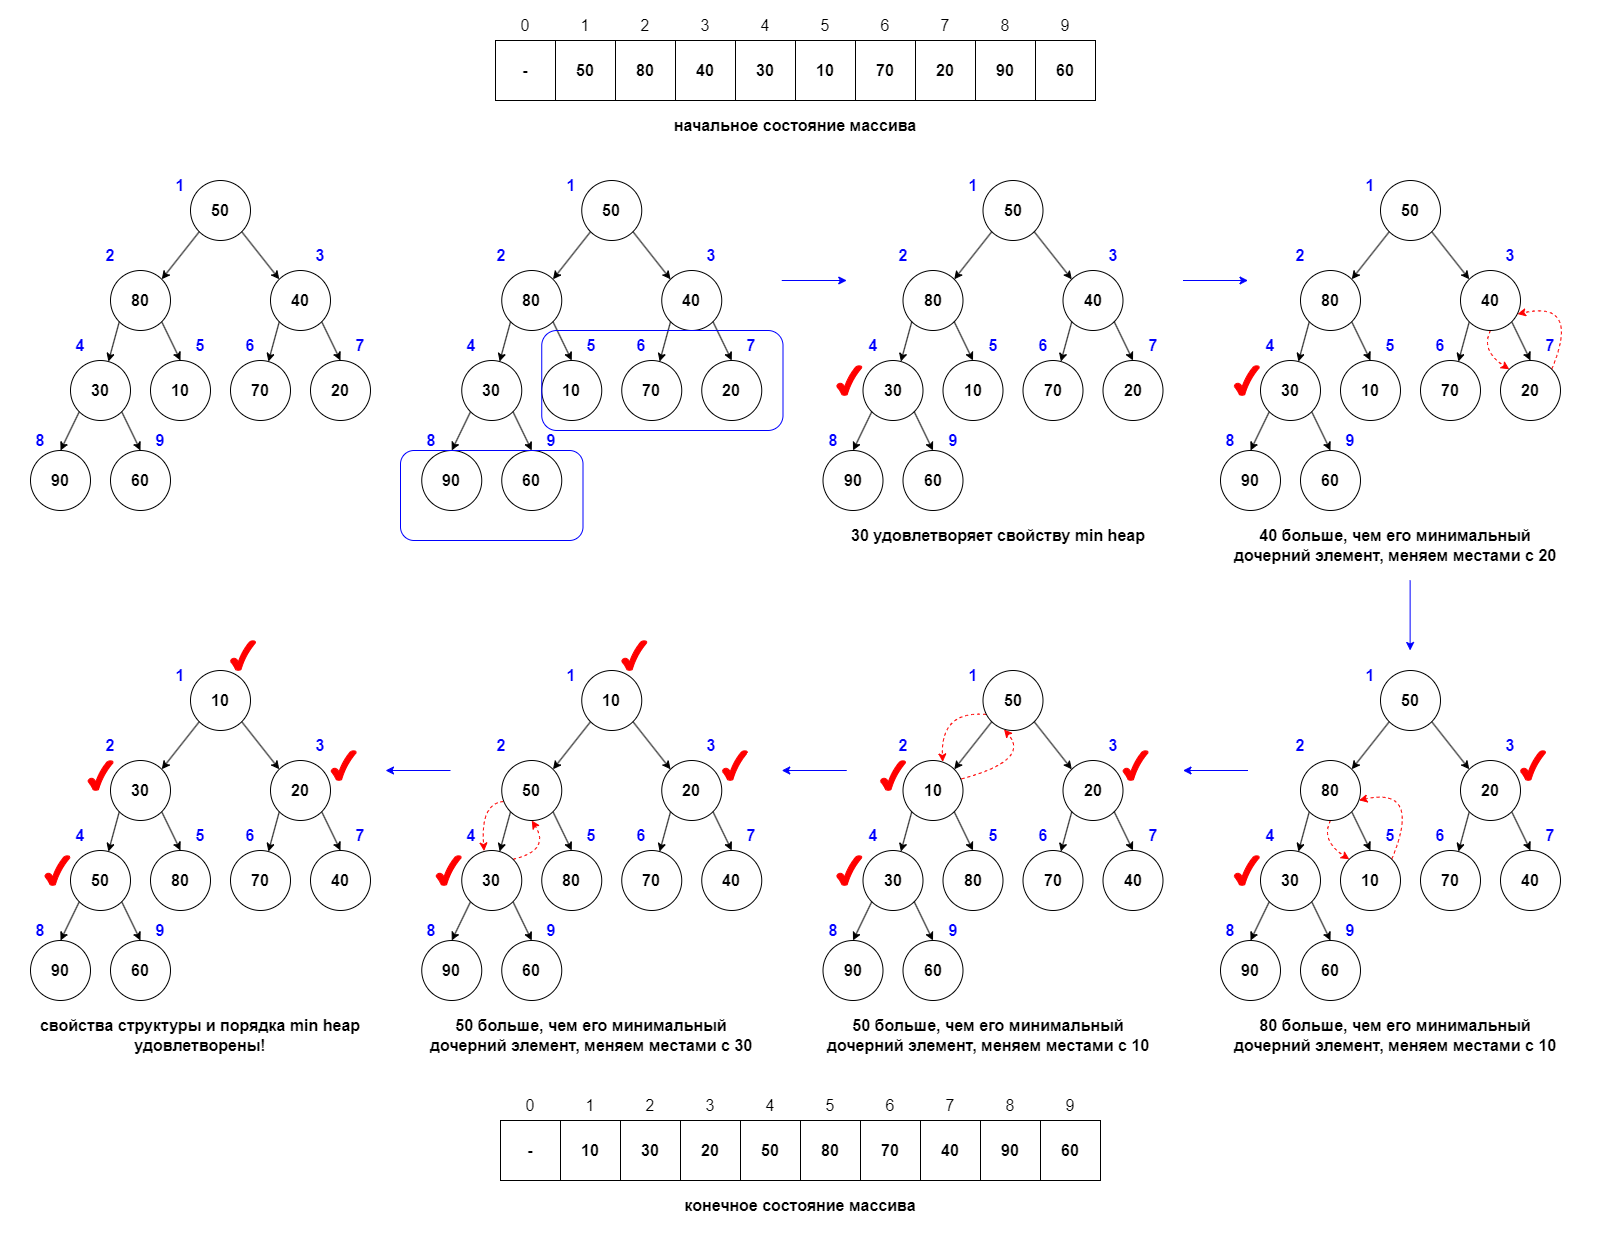 0 1 2 3 4 5 6 7 8 9
- 50 80 40 30 10 70 20 90 60
начальное состояние массива
1
50
2 3
80 40
4 5 6 7
30 10 70 20
8 9
90 60
1
50
2 3
80 40
4 5 6 7
30 10 70 20
8 9
90 60
1
50
2 3
80 40
4 5 6 7
30 10 70 20
8 9
90 60
30 удовлетворяет свойству min heap
1
50
2 3
80 40
4 5 6 7
30 10 70 20
8 9
90 60
40 больше, чем его минимальный
дочерний элемент, меняем местами с 20
1
50
2 3
80 20
4 5 6 7
30 10 70 40
8 9
90 60
80 больше, чем его минимальный
дочерний элемент, меняем местами с 10
1
50
2 3
10 20
4 5 6 7
30 80 70 40
8 9
90 60
50 больше, чем его минимальный
дочерний элемент, меняем местами с 10
1
10
2 3
50 20
4 5 6 7
30 80 70 40
8 9
90 60
50 больше, чем его минимальный
дочерний элемент, меняем местами с 30
1
10
2 3
30 20
4 5 6 7
50 80 70 40
8 9
90 60
свойства структуры и порядка min heap
удовлетворены!
0 1 2 3 4 5 6 7 8 9
- 10 30 20 50 80 70 40 90 60
конечное состояние массива